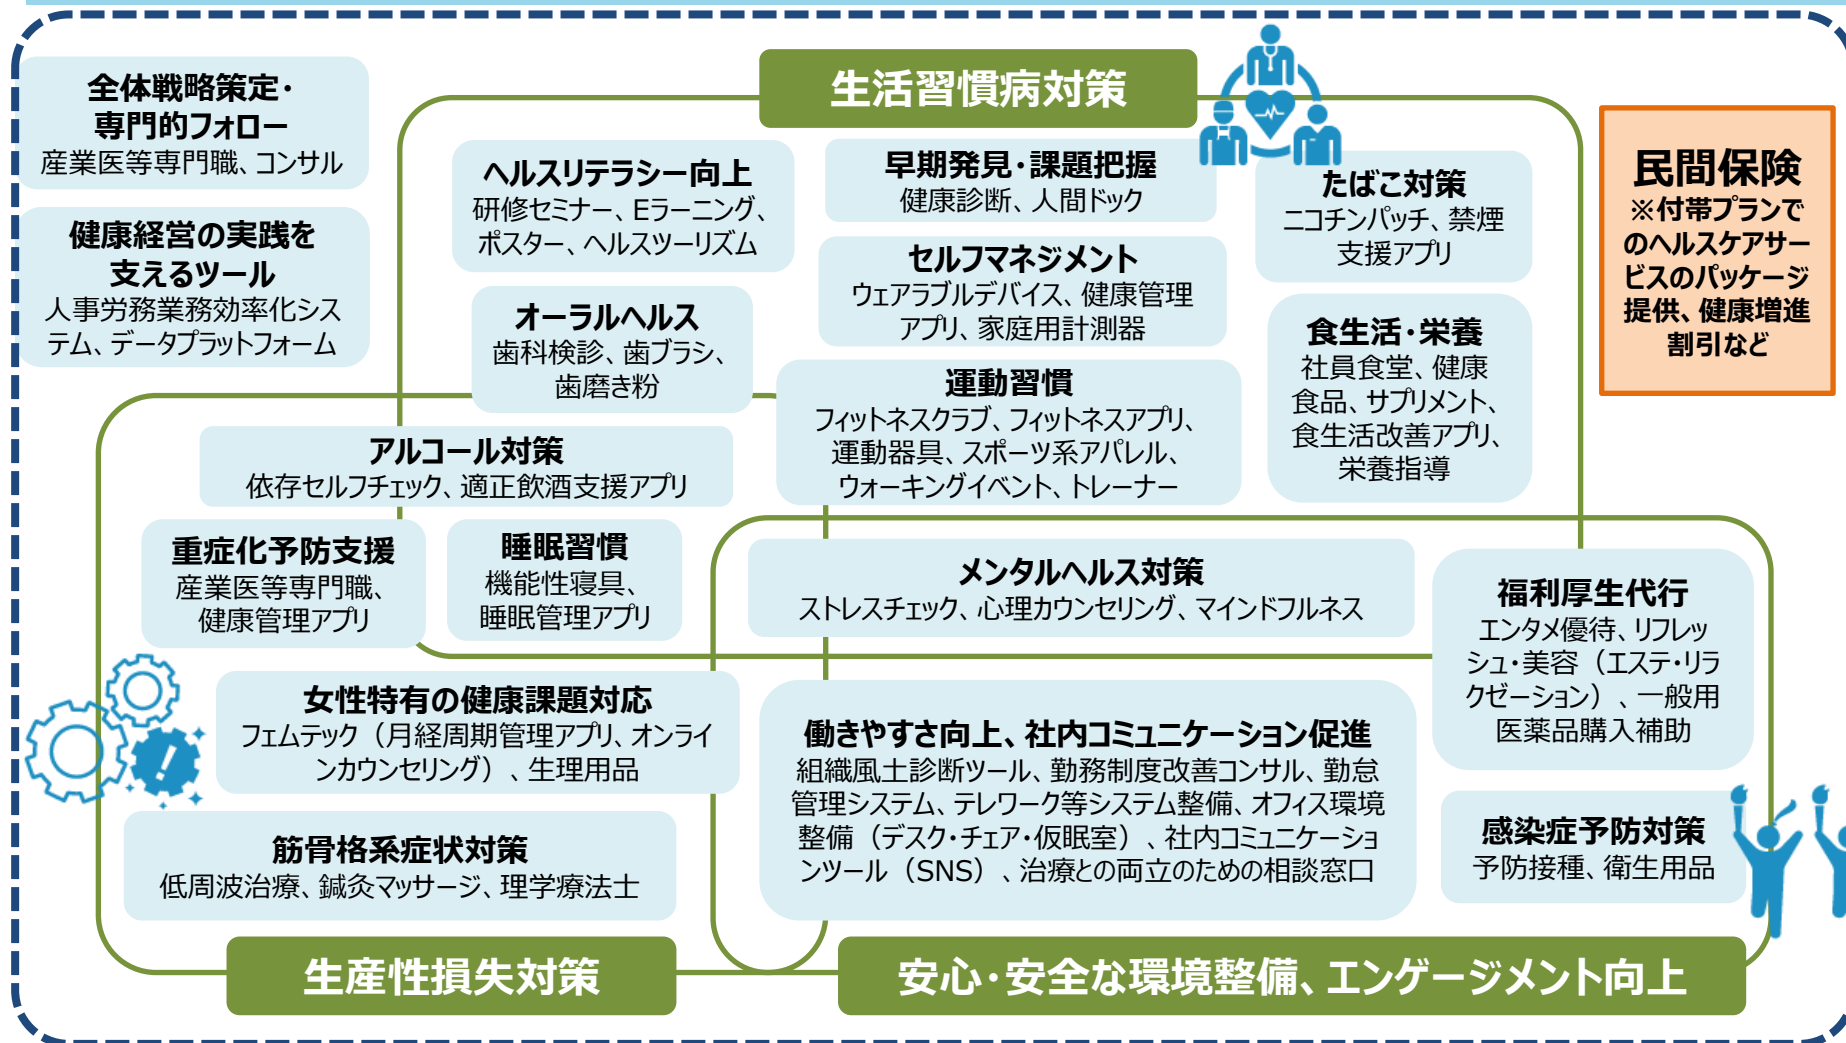 全体戦略策定・
専門的フォロー
産業医等専門職、コンサル
健康経営の実践を
支えるツール
人事労務業務効率化シス
テム、データプラットフォーム
生活習慣病対策
ヘルスリテラシー向上
研修セミナー、Eラーニング、
ポスター、ヘルスツーリズム
早期発見・課題把握
健康診断、人間ドック
たばこ対策
ニコチンパッチ、禁煙
支援アプリ
民間保険
※付帯プランで
のヘルスケアサー
ビスのパッケージ
提供、健康増進
割引など
オーラルヘルス
歯科検診、歯ブラシ、
歯磨き粉
セルフマネジメント
ウェアラブルデバイス、健康管理
アプリ、家庭用計測器
食生活・栄養
社員食堂、健康
食品、サプリメント、
食生活改善アプリ、
栄養指導
運動習慣
フィットネスクラブ、フィットネスアプリ、
運動器具、スポーツ系アパレル、
ウォーキングイベント、トレーナー
アルコール対策
依存セルフチェック、適正飲酒支援アプリ
重症化予防支援
産業医等専門職、
健康管理アプリ
睡眠習慣
機能性寝具、
睡眠管理アプリ
メンタルヘルス対策
ストレスチェック、心理カウンセリング、マインドフルネス
福利厚生代行
エンタメ優待、リフレッ
シュ・美容（エステ・リラ
クゼーション）、一般用
医薬品購入補助
女性特有の健康課題対応
フェムテック（月経周期管理アプリ、オンライ
ンカウンセリング）、生理用品
働きやすさ向上、社内コミュニケーション促進
組織風土診断ツール、勤務制度改善コンサル、勤怠
管理システム、テレワーク等システム整備、オフィス環境
整備（デスク・チェア・仮眠室）、社内コミュニケーショ
ンツール（SNS）、治療との両立のための相談窓口
感染症予防対策
予防接種、衛生用品
筋骨格系症状対策
低周波治療、鍼灸マッサージ、理学療法士
生産性損失対策
安心・安全な環境整備、エンゲージメント向上